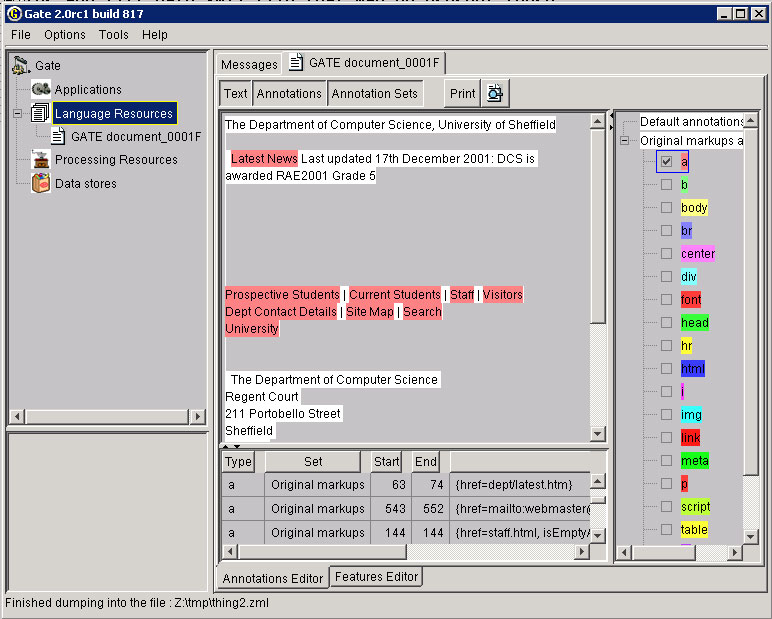 Gate 2.0rc1 build 817
File Options Tools Help
Gate
Applications
Language Resources
GATE document_0001F
Processing Resources
Data stores
Messages GATE document_0001F
Text Annotations Annotation Sets Print
The Department of Computer Science, University of Sheffield
Latest News Last updated 17th December 2001: DCS is
awarded RAE2001 Grade 5
Prospective Students | Current Students | Staff | Visitors
Dept Contact Details | Site Map | Search
University
The Department of Computer Science
Regent Court
211 Portobello Street
Sheffield
Default annotations
Original markups a
a
b
body
br
center
div
font
head
hr
html
i
img
link
meta
p
script
table
Type Set Start End
a Original markups 63 74 {href=dept/latest.htm}
a Original markups 543 552 {href=mailto:webmaster@
a Original markups 144 144 {href=staff.html, isEmptyA
Annotations Editor Features Editor
Finished dumping into the file : Z:\tmp\thing2.zml